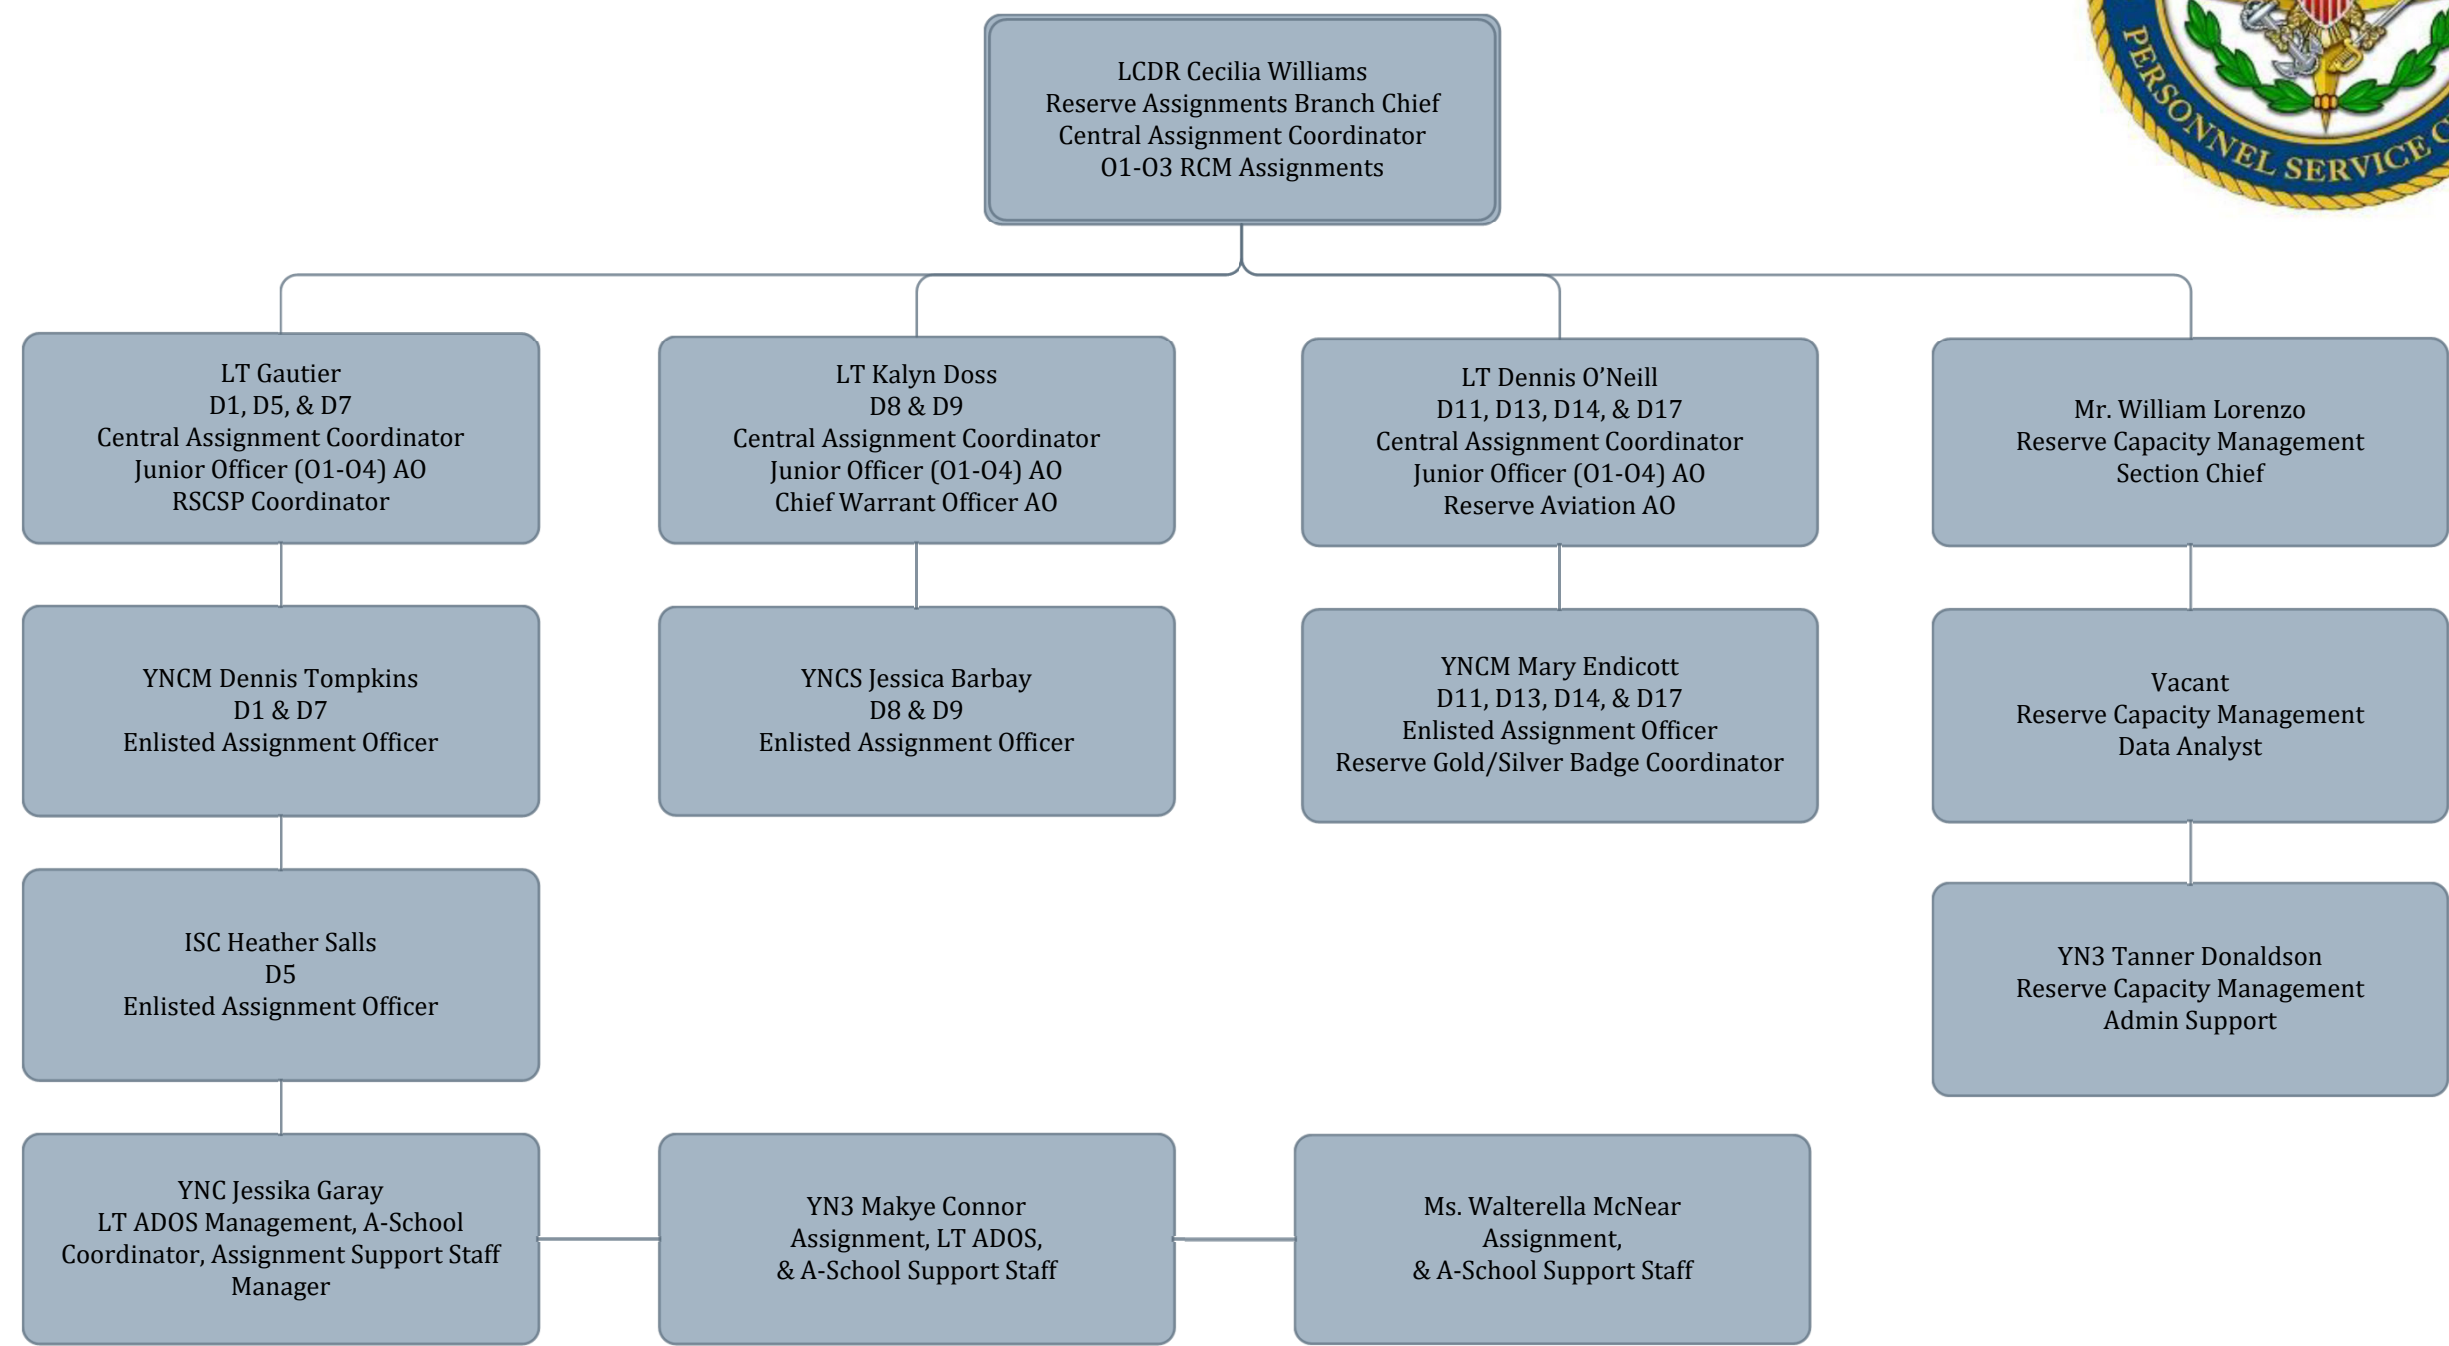 LCDR Cecilia Williams
Reserve Assignments Branch Chief
Central Assignment Coordinator
O1-O3 RCM Assignments
PERSONNEL SERVICE
LT Gautier
D1, D5, & D7
Central Assignment Coordinator
Junior Officer (O1-O4) AO
RSCSP Coordinator
LT Kalyn Doss
D8 & D9
Central Assignment Coordinator
Junior Officer (O1-O4) AO
Chief Warrant Officer AO
LT Dennis O’Neill
D11, D13, D14, & D17
Central Assignment Coordinator
Junior Officer (O1-O4) AO
Reserve Aviation AO
Mr. William Lorenzo
Reserve Capacity Management
Section Chief
YNCM Dennis Tompkins
D1 & D7
Enlisted Assignment Officer
YNCS Jessica Barbay
D8 & D9
Enlisted Assignment Officer
YNCM Mary Endicott
D11, D13, D14, & D17
Enlisted Assignment Officer
Reserve Gold/Silver Badge Coordinator
Vacant
Reserve Capacity Management
Data Analyst
ISC Heather Salls
D5
Enlisted Assignment Officer
YN3 Tanner Donaldson
Reserve Capacity Management
Admin Support
YNC Jessika Garay
LT ADOS Management, A-School
Coordinator, Assignment Support Staff
Manager
YN3 Makye Connor
Assignment, LT ADOS,
& A-School Support Staff
Ms. Walterella McNear
Assignment,
& A-School Support Staff